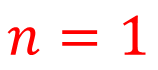 n = 1